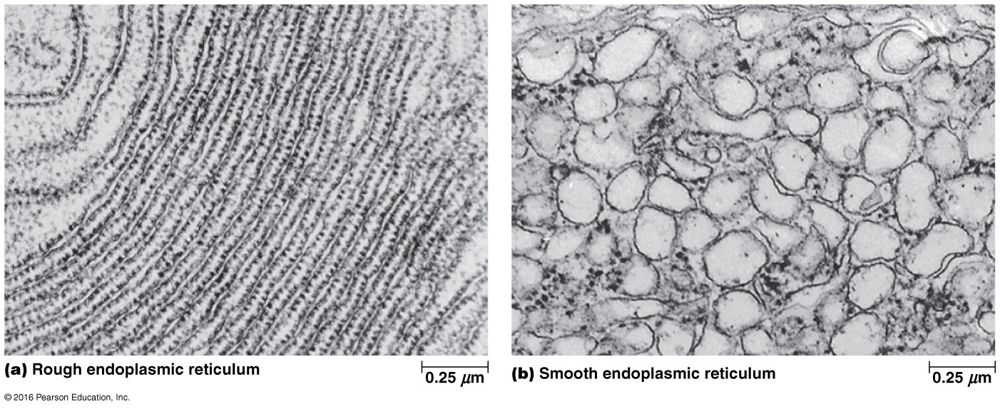 (a) Rough endoplasmic reticulum
0.25 μm
(b) Smooth endoplasmic reticulum
0.25 μm
© 2016 Pearson Education, Inc.